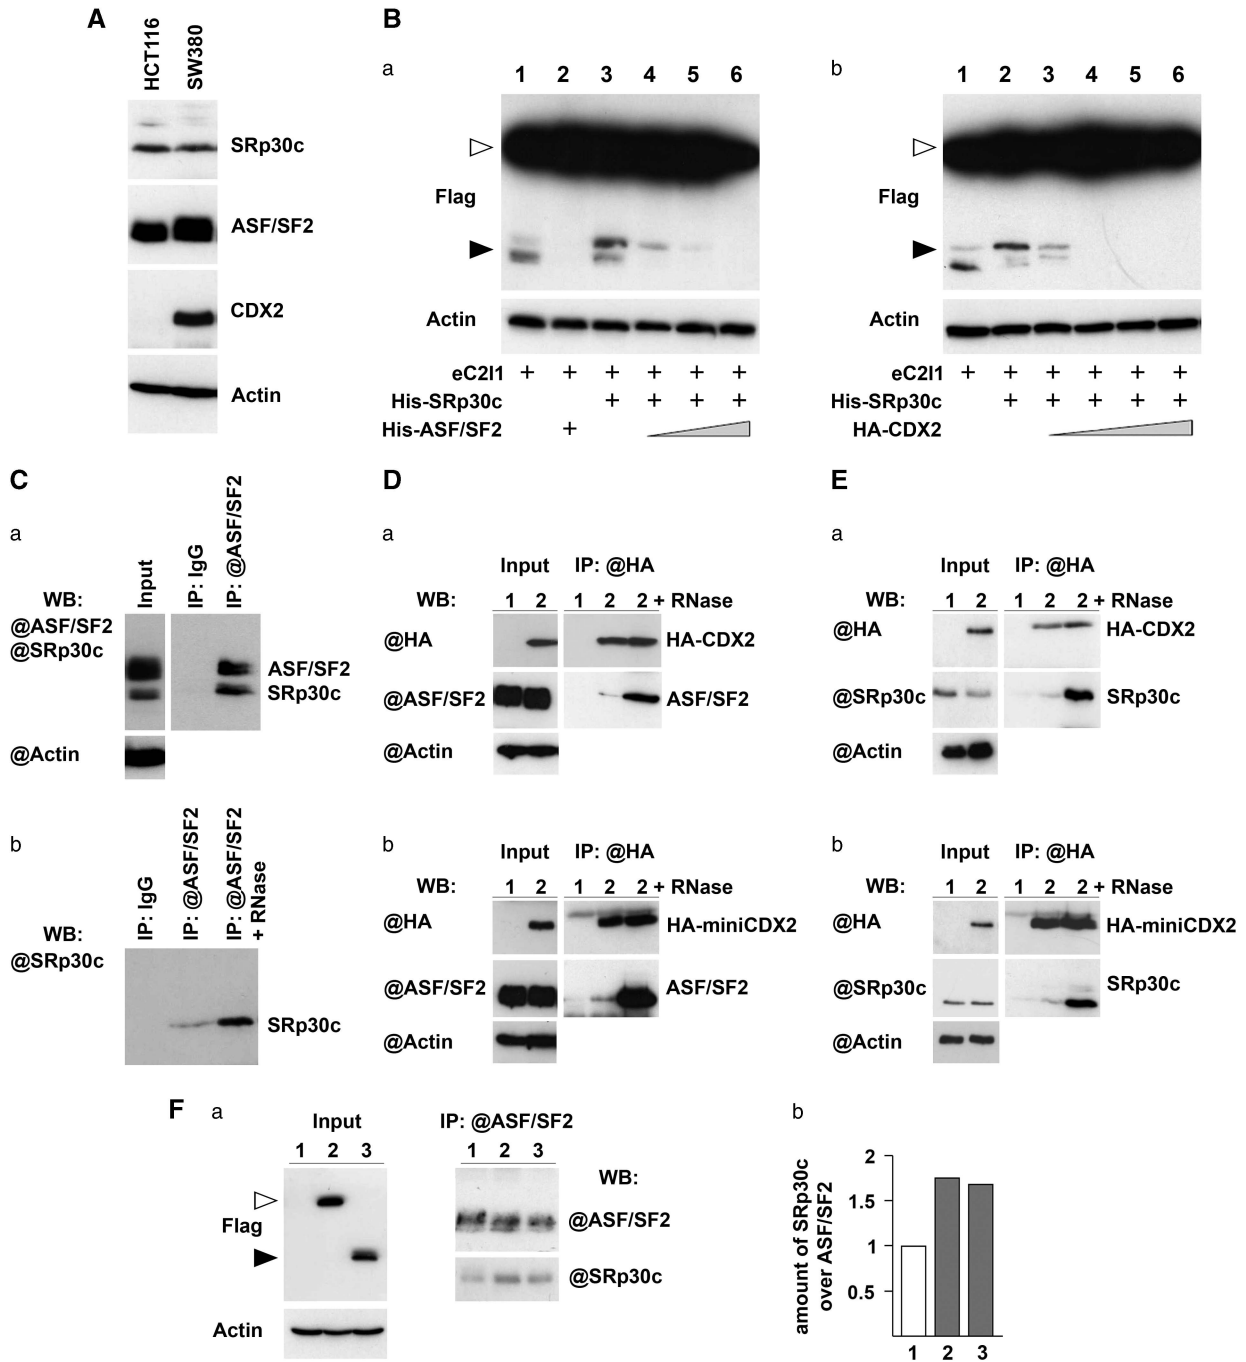 A
HCT116
SW380
SRp30c
ASF/SF2
CDX2
Actin
B
a
1 2 3 4 5 6
Flag
Actin
eC2I1 + + + + + +
His-SRp30c + + + +
His-ASF/SF2 +
b
1 2 3 4 5 6
Flag
Actin
eC2I1 + + + + + +
His-SRp30c + + + + +
HA-CDX2
C
a
Input
IP: IgG
IP: @ASF/SF2
WB:
@ASF/SF2
@SRp30c
ASF/SF2
SRp30c
@Actin
b
IP: IgG
IP: @ASF/SF2
IP: @ASF/SF2
+ RNase
WB:
@SRp30c
SRp30c
D
a
Input IP: @HA
WB: 1 2 1 2 2 + RNase
@HA HA-CDX2
@ASF/SF2 ASF/SF2
@Actin
b
Input IP: @HA
WB: 1 2 1 2 2 + RNase
@HA HA-miniCDX2
@ASF/SF2 ASF/SF2
@Actin
E
a
Input IP: @HA
WB: 1 2 1 2 2 + RNase
@HA HA-CDX2
@SRp30c SRp30c
@Actin
b
Input IP: @HA
WB: 1 2 1 2 2 + RNase
@HA HA-miniCDX2
@SRp30c SRp30c
@Actin
F
a
Input IP: @ASF/SF2
1 2 3 1 2 3
WB:
Flag
@ASF/SF2
@SRp30c
Actin
b
amount of SRp30c
over ASF/SF2
2
1.5
1
0.5
1 2 3